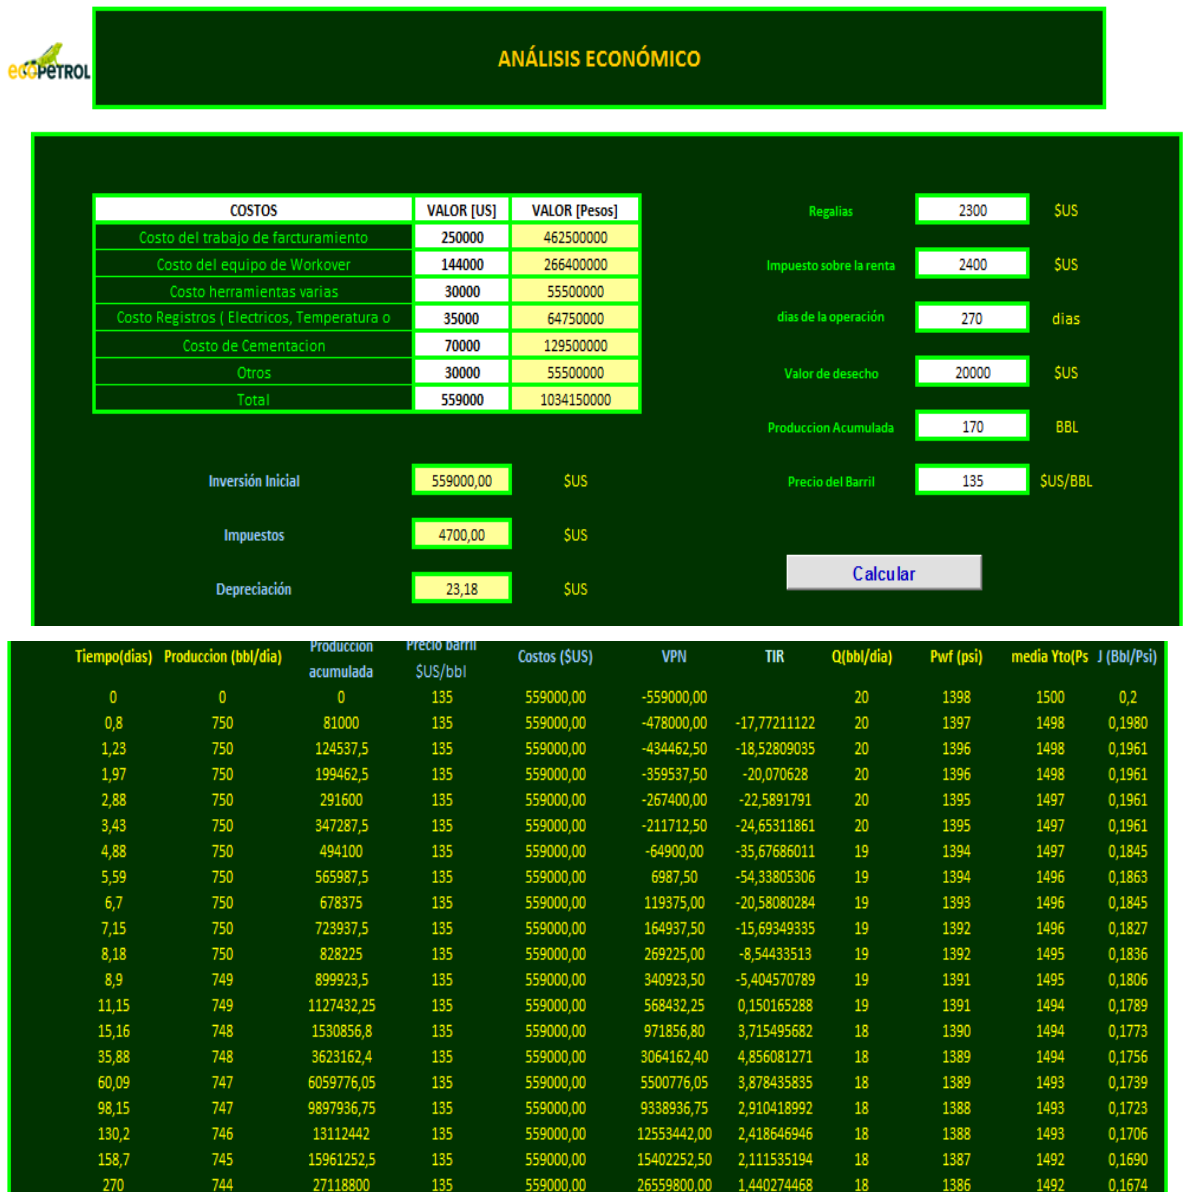 ecopetrol
ANÁLISIS ECONÓMICO
COSTOS VALOR [US] VALOR [Pesos]
Costo del trabajo de farcturamiento 250000 462500000
Costo del equipo de Workover 144000 266400000
Costo herramientas varias 30000 55500000
Costo Registros ( Electricos, Temperatura o 35000 64750000
Costo de Cementacion 70000 129500000
Otros 30000 55500000
Total 559000 1034150000
Inversión Inicial 559000,00 $US
Impuestos 4700,00 $US
Depreciación 23,18 $US
Regalias 2300 $US
Impuesto sobre la renta 2400 $US
dias de la operación 270 dias
Valor de desecho 20000 $US
Produccion Acumulada 170 BBL
Precio del Barril 135 $US/BBL
Calcular
Tiempo(dias) Produccion (bbl/dia) Produccion acumulada Precio barril $US/bbl Costos ($US) VPN TIR Q(bbl/dia) Pwf (psi) media Yto(Ps J (Bbl/Psi)
0 0 0 135 559000,00 -559000,00 20 1398 1500 0,2
0,8 750 81000 135 559000,00 -478000,00 -17,77211122 20 1397 1498 0,1980
1,23 750 124537,5 135 559000,00 -434462,50 -18,52809035 20 1396 1498 0,1961
1,97 750 199462,5 135 559000,00 -359537,50 -20,070628 20 1396 1498 0,1961
2,88 750 291600 135 559000,00 -267400,00 -22,5891791 20 1395 1497 0,1961
3,43 750 347287,5 135 559000,00 -211712,50 -24,65311861 20 1395 1497 0,1961
4,88 750 494100 135 559000,00 -64900,00 -35,67686011 19 1394 1497 0,1845
5,59 750 565987,5 135 559000,00 6987,50 -54,33805306 19 1394 1496 0,1863
6,7 750 678375 135 559000,00 119375,00 -20,58080284 19 1393 1496 0,1845
7,15 750 723937,5 135 559000,00 164937,50 -15,69349335 19 1392 1496 0,1827
8,18 750 828225 135 559000,00 269225,00 -8,54433513 19 1392 1495 0,1836
8,9 749 899923,5 135 559000,00 340923,50 -5,404570789 19 1391 1495 0,1806
11,15 749 1127432,25 135 559000,00 568432,25 0,150165288 19 1391 1494 0,1789
15,16 748 1530856,8 135 559000,00 971856,80 3,715495682 18 1390 1494 0,1773
35,88 748 3623162,4 135 559000,00 3064162,40 4,856081271 18 1389 1494 0,1756
60,09 747 6059776,05 135 559000,00 5500776,05 3,878435835 18 1389 1493 0,1739
98,15 747 9897936,75 135 559000,00 9338936,75 2,910418992 18 1388 1493 0,1723
130,2 746 13112442 135 559000,00 12553442,00 2,418646946 18 1388 1493 0,1706
158,7 745 15961252,5 135 559000,00 15402252,50 2,111535194 18 1387 1492 0,1690
270 744 27118800 135 559000,00 26559800,00 1,440274468 18 1386 1492 0,1674